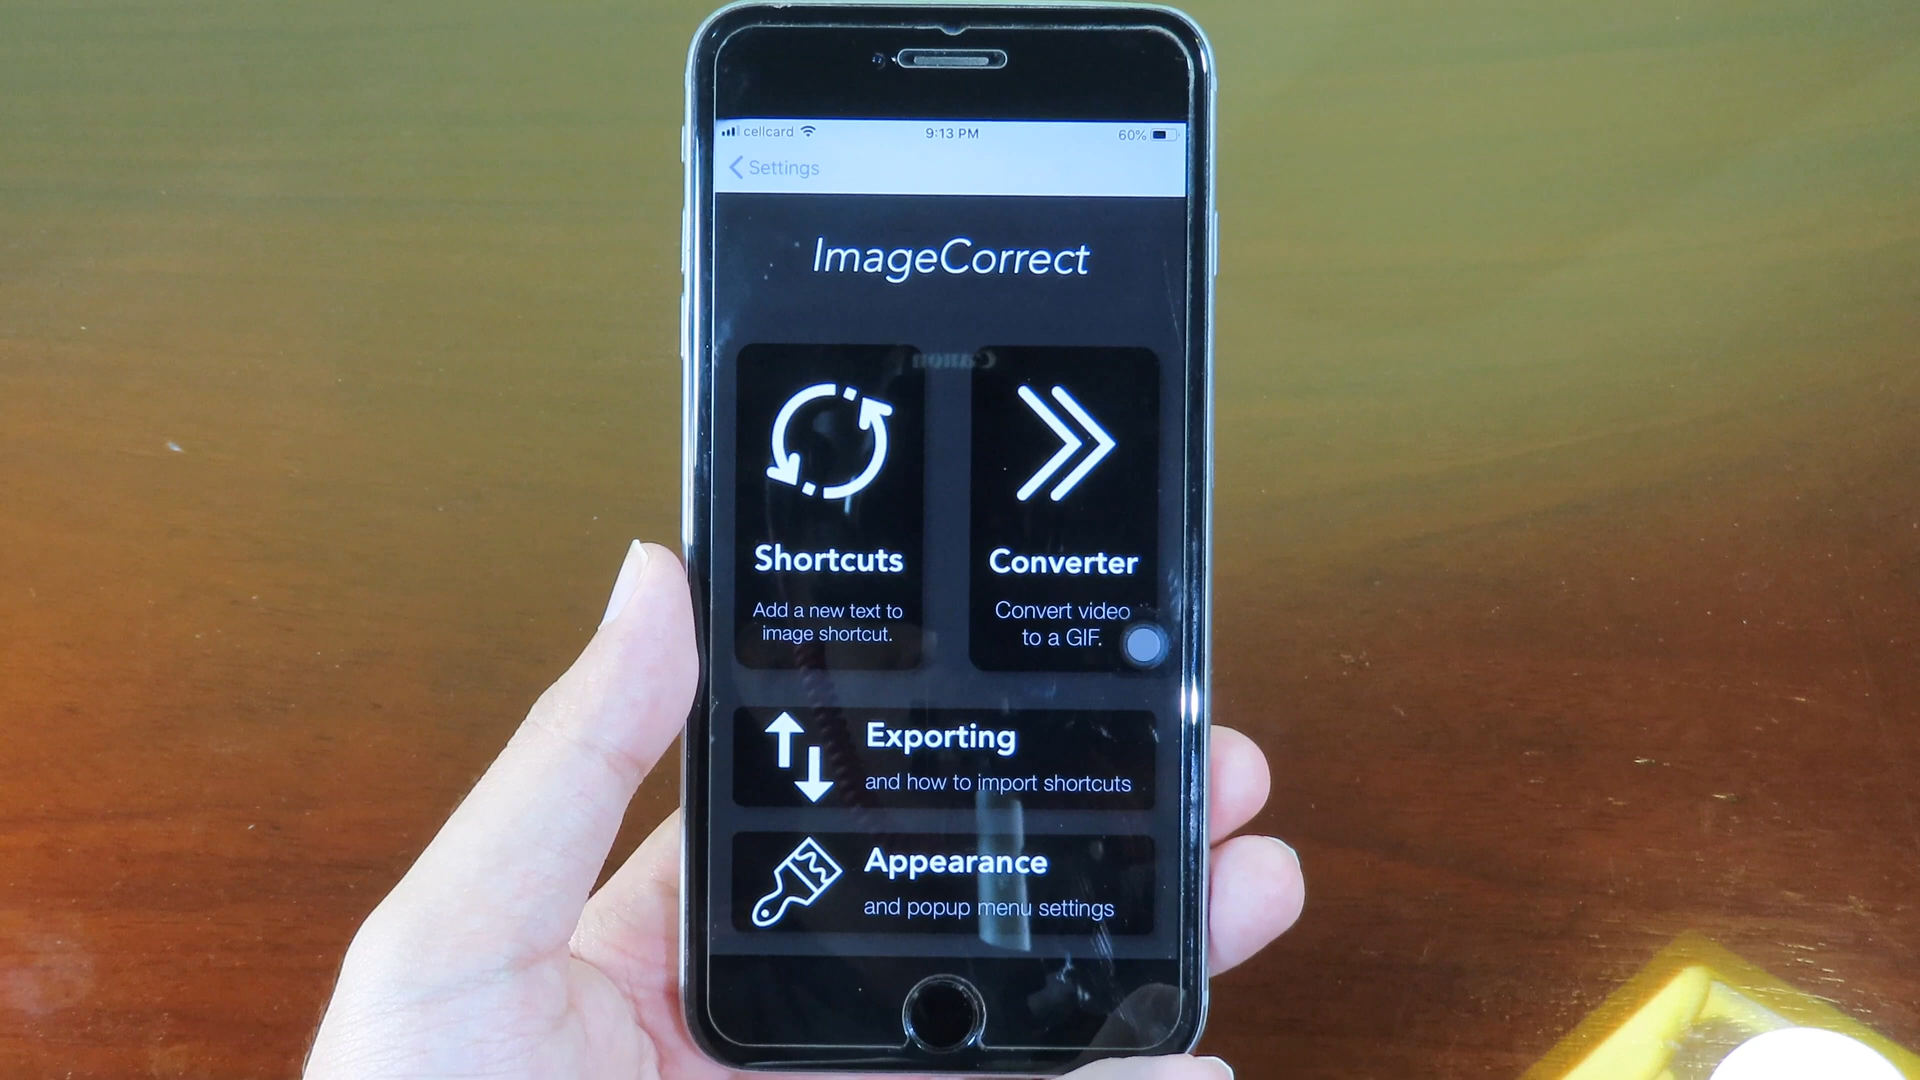 cellcard 9:13 PM 60%
Settings
ImageCorrect
Canon
Shortcuts
Add a new text to
image shortcut.
Converter
Convert video
to a GIF.
Exporting
and how to import shortcuts
Appearance
and popup menu settings